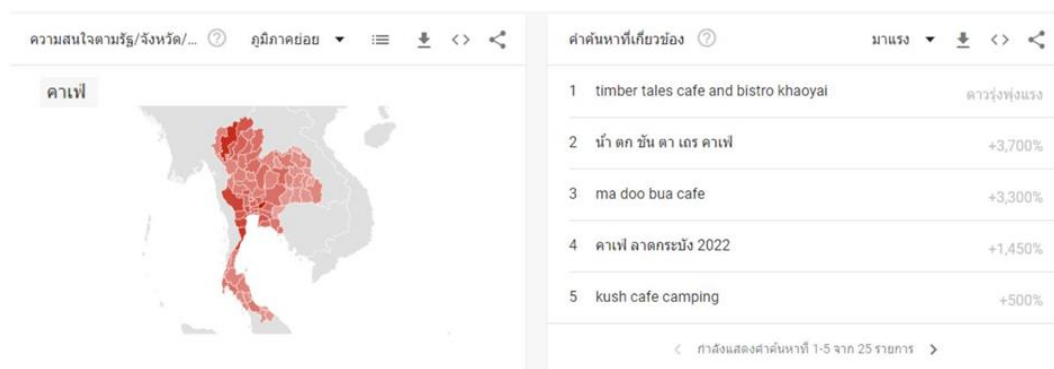 ความสนใจตามรัฐ/จังหวัด/...
ภูมิภาคย่อย
คาเฟ่
คำค้นหาที่เกี่ยวข้อง
มาแรง
1 timber tales cafe and bistro khaoyai ดาวรุ่งพุ่งแรง
2 น้ํา ตก ชัน ตา เถร คาเฟ่ +3,700%
3 ma doo bua cafe +3,300%
4 คาเฟ่ ลาดกระบัง 2022 +1,450%
5 kush cafe camping +500%
กำลังแสดงคำค้นหาที่ 1-5 จาก 25 รายการ